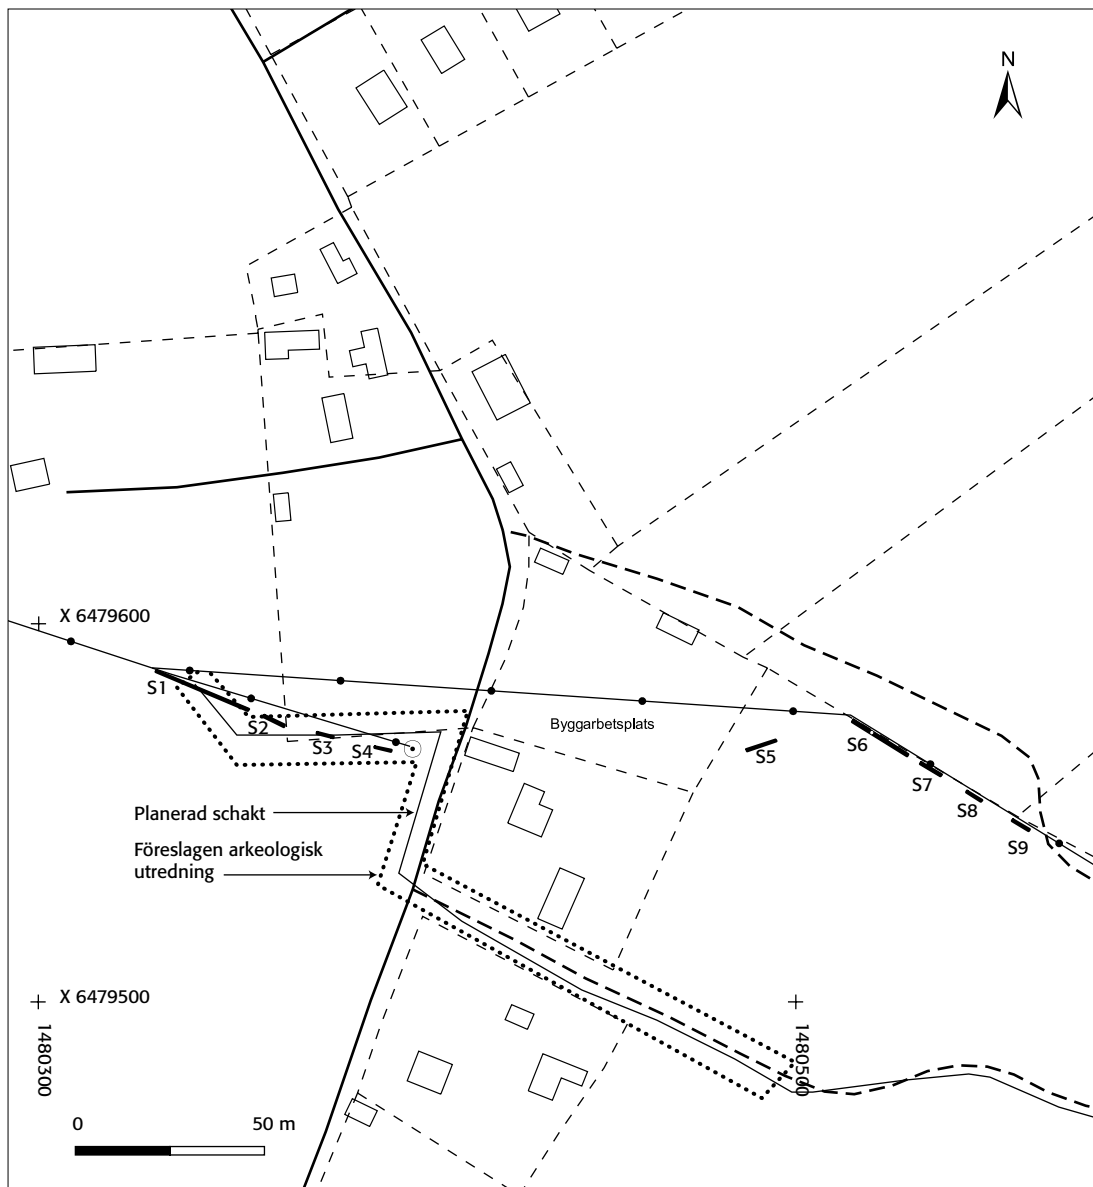 N
X 6479600
S1
S2
S3
S4
Byggarbetsplats
S5
S6
S7
S8
S9
Planerad schakt
Föreslagen arkeologisk
utredning
X 6479500
1480300
1480500
0 50 m